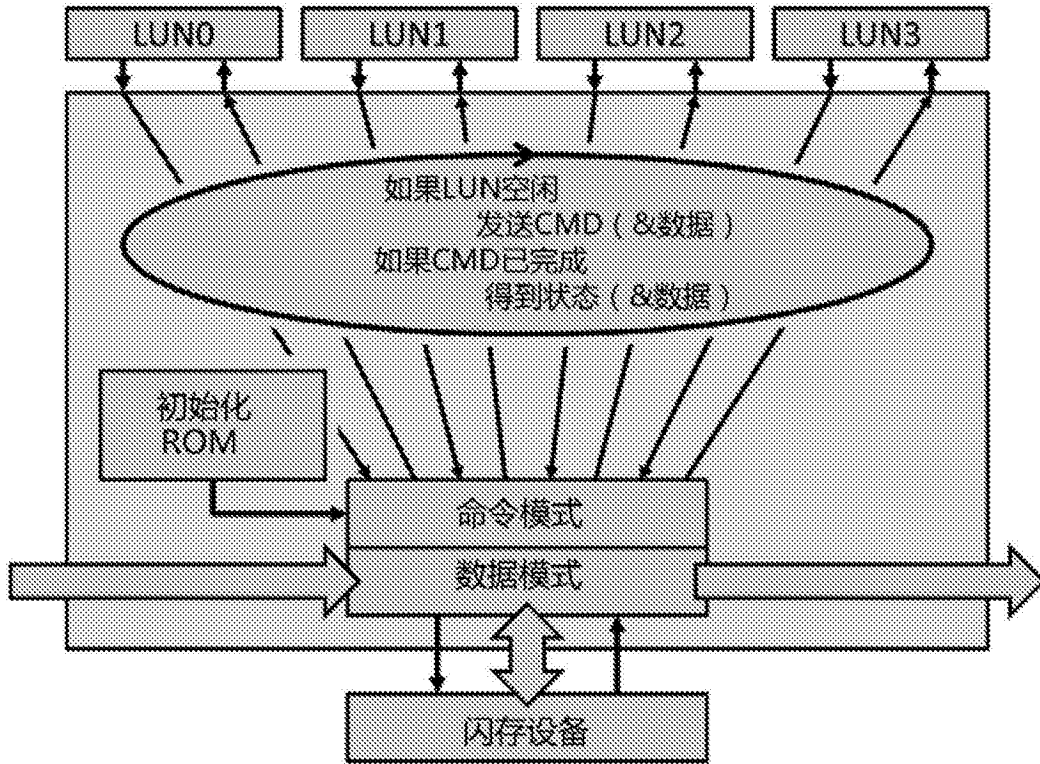 LUN0
LUN1
LUN2
LUN3
如果LUN空闲
发送CMD（&数据）
如果CMD已完成
得到状态（&数据）
初始化
ROM
命令模式
数据模式
闪存设备